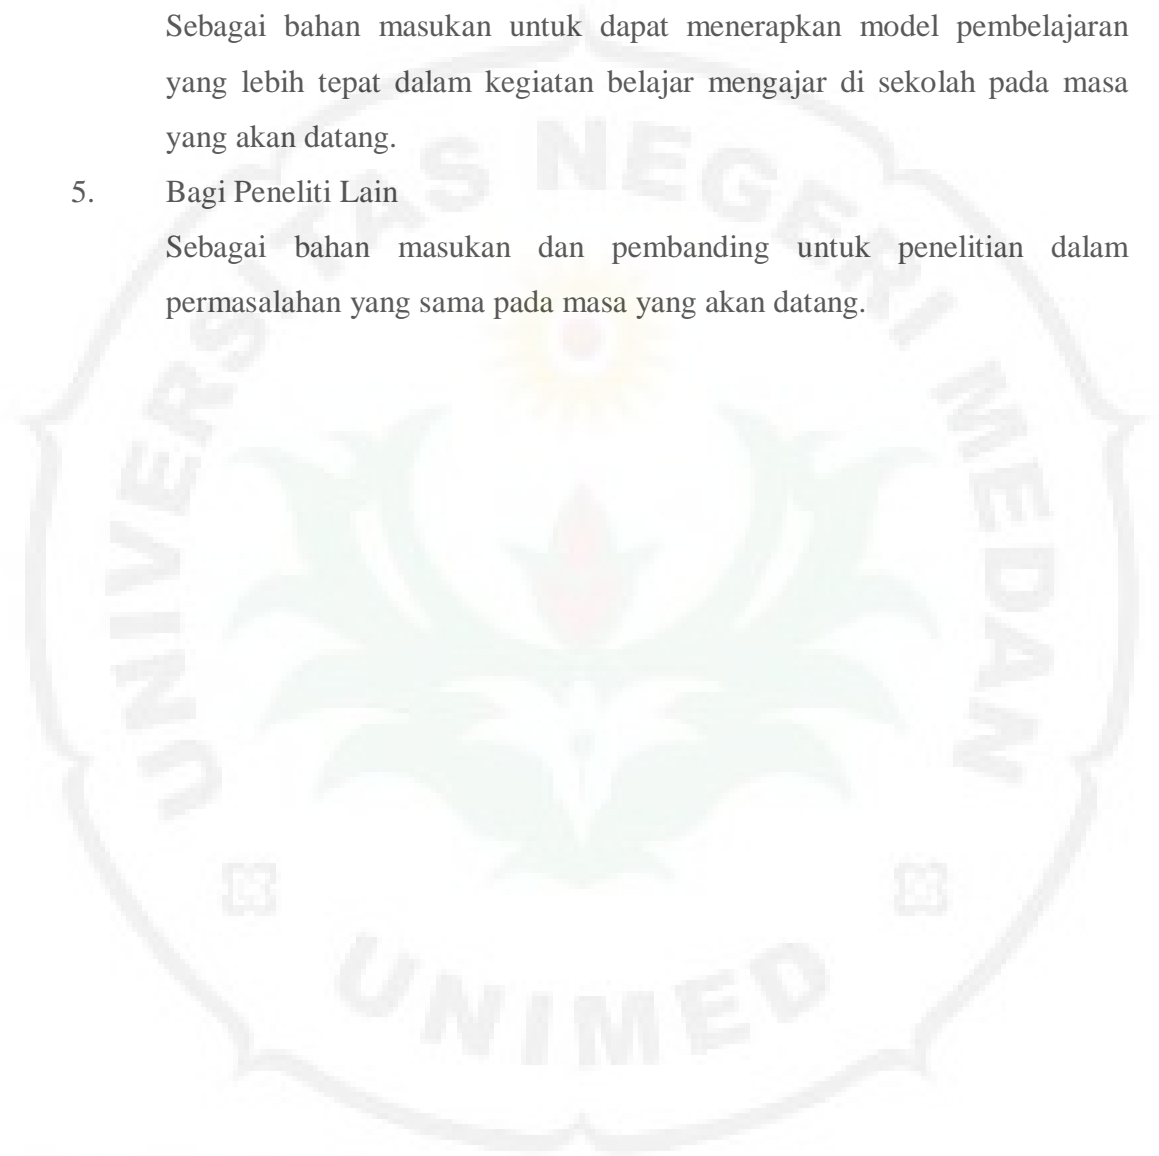 Sebagai bahan masukan untuk dapat menerapkan model pembelajaran
yang lebih tepat dalam kegiatan belajar mengajar di sekolah pada masa
yang akan datang.
5. Bagi Peneliti Lain
Sebagai bahan masukan dan pembanding untuk penelitian dalam
permasalahan yang sama pada masa yang akan datang.
UNIVERSITAS NEGERI MEDAN
UNIMED